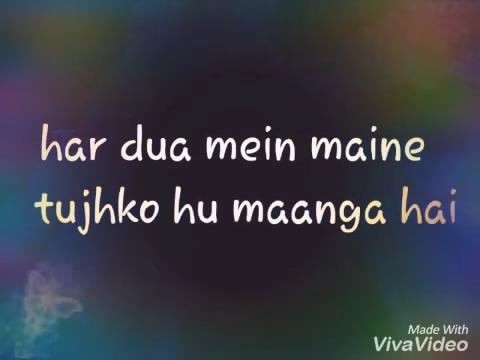 har dua mein maine
tujhko hu maanga hai
Made With
VivaVideo